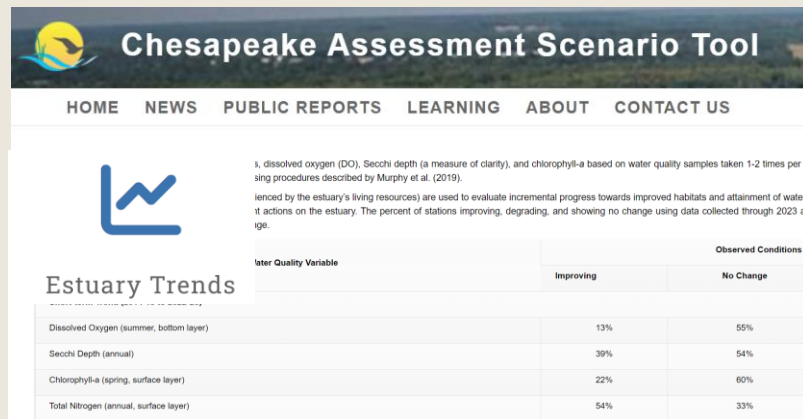 Chesapeake Assessment Scenario Tool
HOME NEWS PUBLIC REPORTS LEARNING ABOUT CONTACT US
, dissolved oxygen (DO), Secchi depth (a measure of clarity), and chlorophyll-a based on water quality samples taken 1-2 times per
sing procedures described by Murphy et al. (2019).
ienced by the estuary's living resources) are used to evaluate incremental progress towards improved habitats and attainment of wate
t actions on the estuary. The percent of stations improving, degrading, and showing no change using data collected through 2023 a
ge.
Observed Conditions
ater Quality Variable
Improving No Change
Estuary Trends
Dissolved Oxygen (summer, bottom layer) 13% 55%
Secchi Depth (annual) 39% 54%
Chlorophyll-a (spring, surface layer) 22% 60%
Total Nitrogen (annual, surface layer) 54% 33%